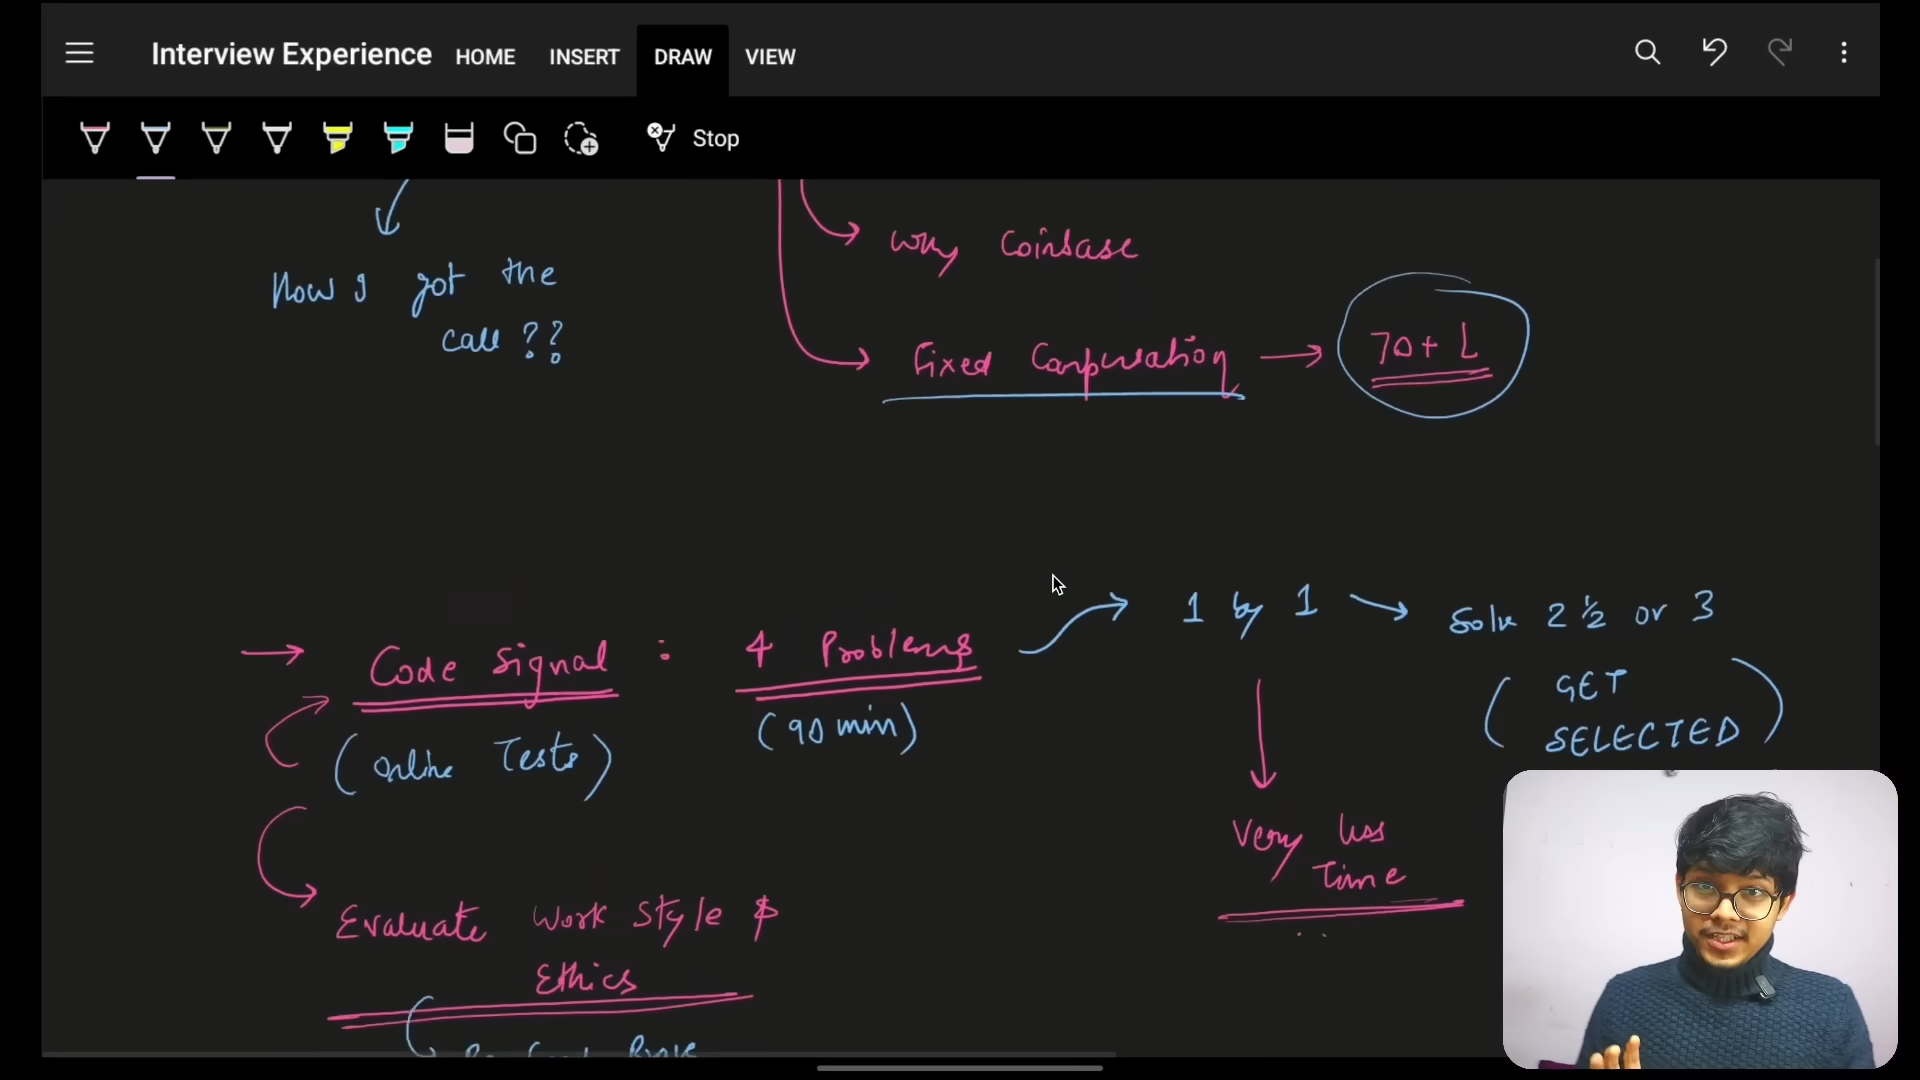 Interview Experience HOME INSERT DRAW VIEW
Stop
How I got the
call ??
Why Coinbase
Fixed Compensation → 70+ L
→ Code Signal : 4 Problems → 1 by 1 → Solve 2 ½ or 3
(Online Tests)
(90 min)
( GET
SELECTED )
Very less
Time
Evaluate Work Style &
Ethics